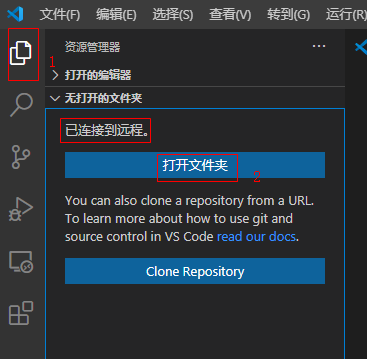 文件(F) 编辑(E) 选择(S) 查看(V) 转到(G) 运行(R)
资源管理器
1
打开的编辑器
无打开的文件夹
已连接到远程。
打开文件夹
2
You can also clone a repository from a URL.
To learn more about how to use git and
source control in VS Code read our docs.
Clone Repository